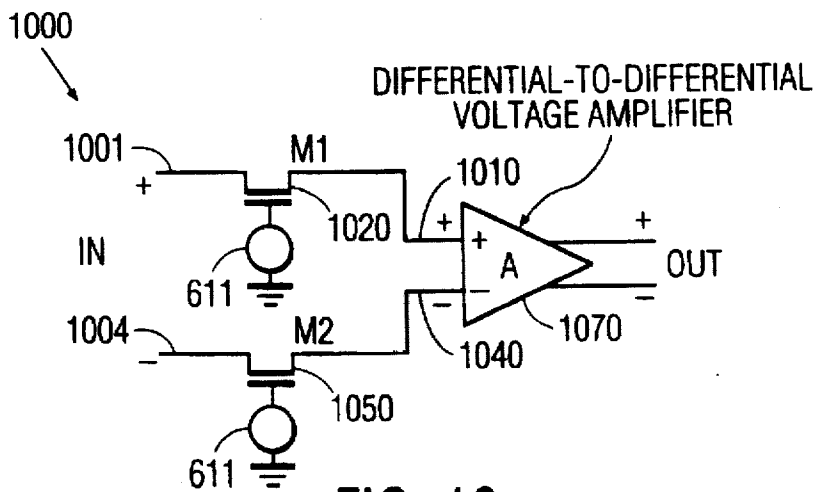 1000
DIFFERENTIAL-TO-DIFFERENTIAL
VOLTAGE AMPLIFIER
1001
M1
1010
+
1020
+
+
+
IN
A
OUT
611
−
−
−
1004
M2
1040
1070
−
1050
611